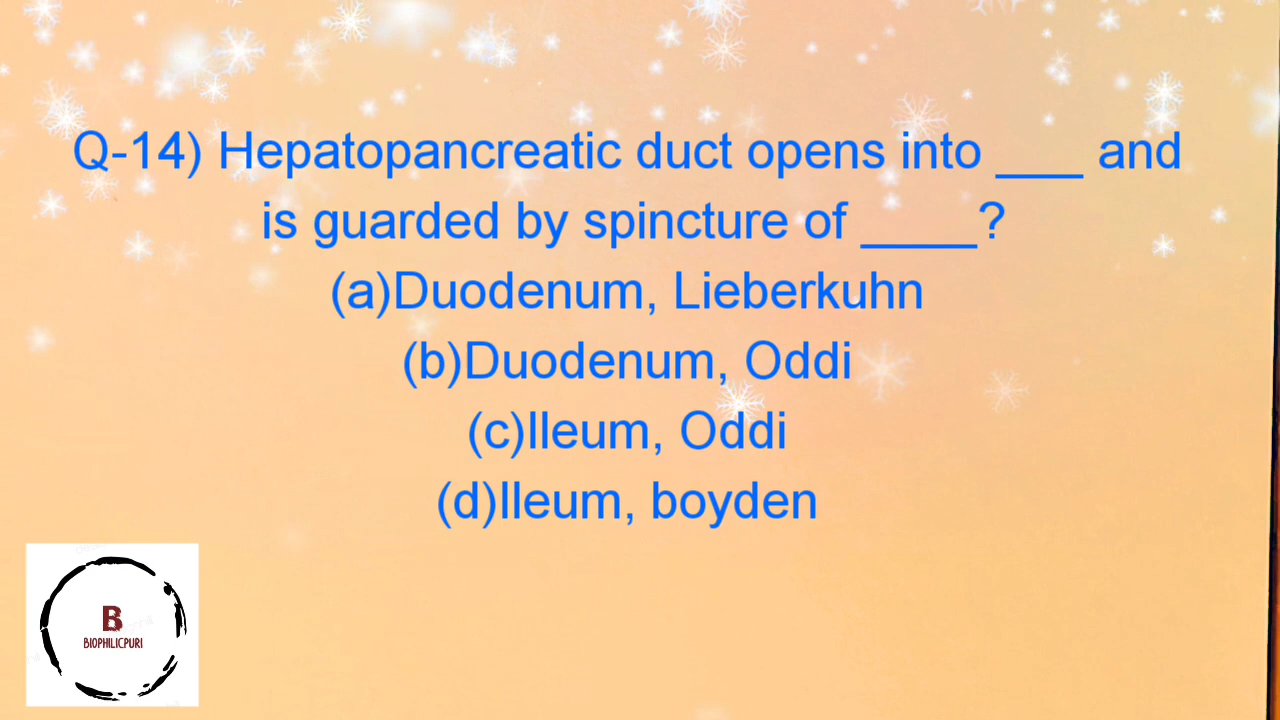 Q-14) Hepatopancreatic duct opens into ___ and
is guarded by spincture of ____?
(a)Duodenum, Lieberkuhn
(b)Duodenum, Oddi
(c)Ileum, Oddi
(d)Ileum, boyden
B
BIOPHILICPURI